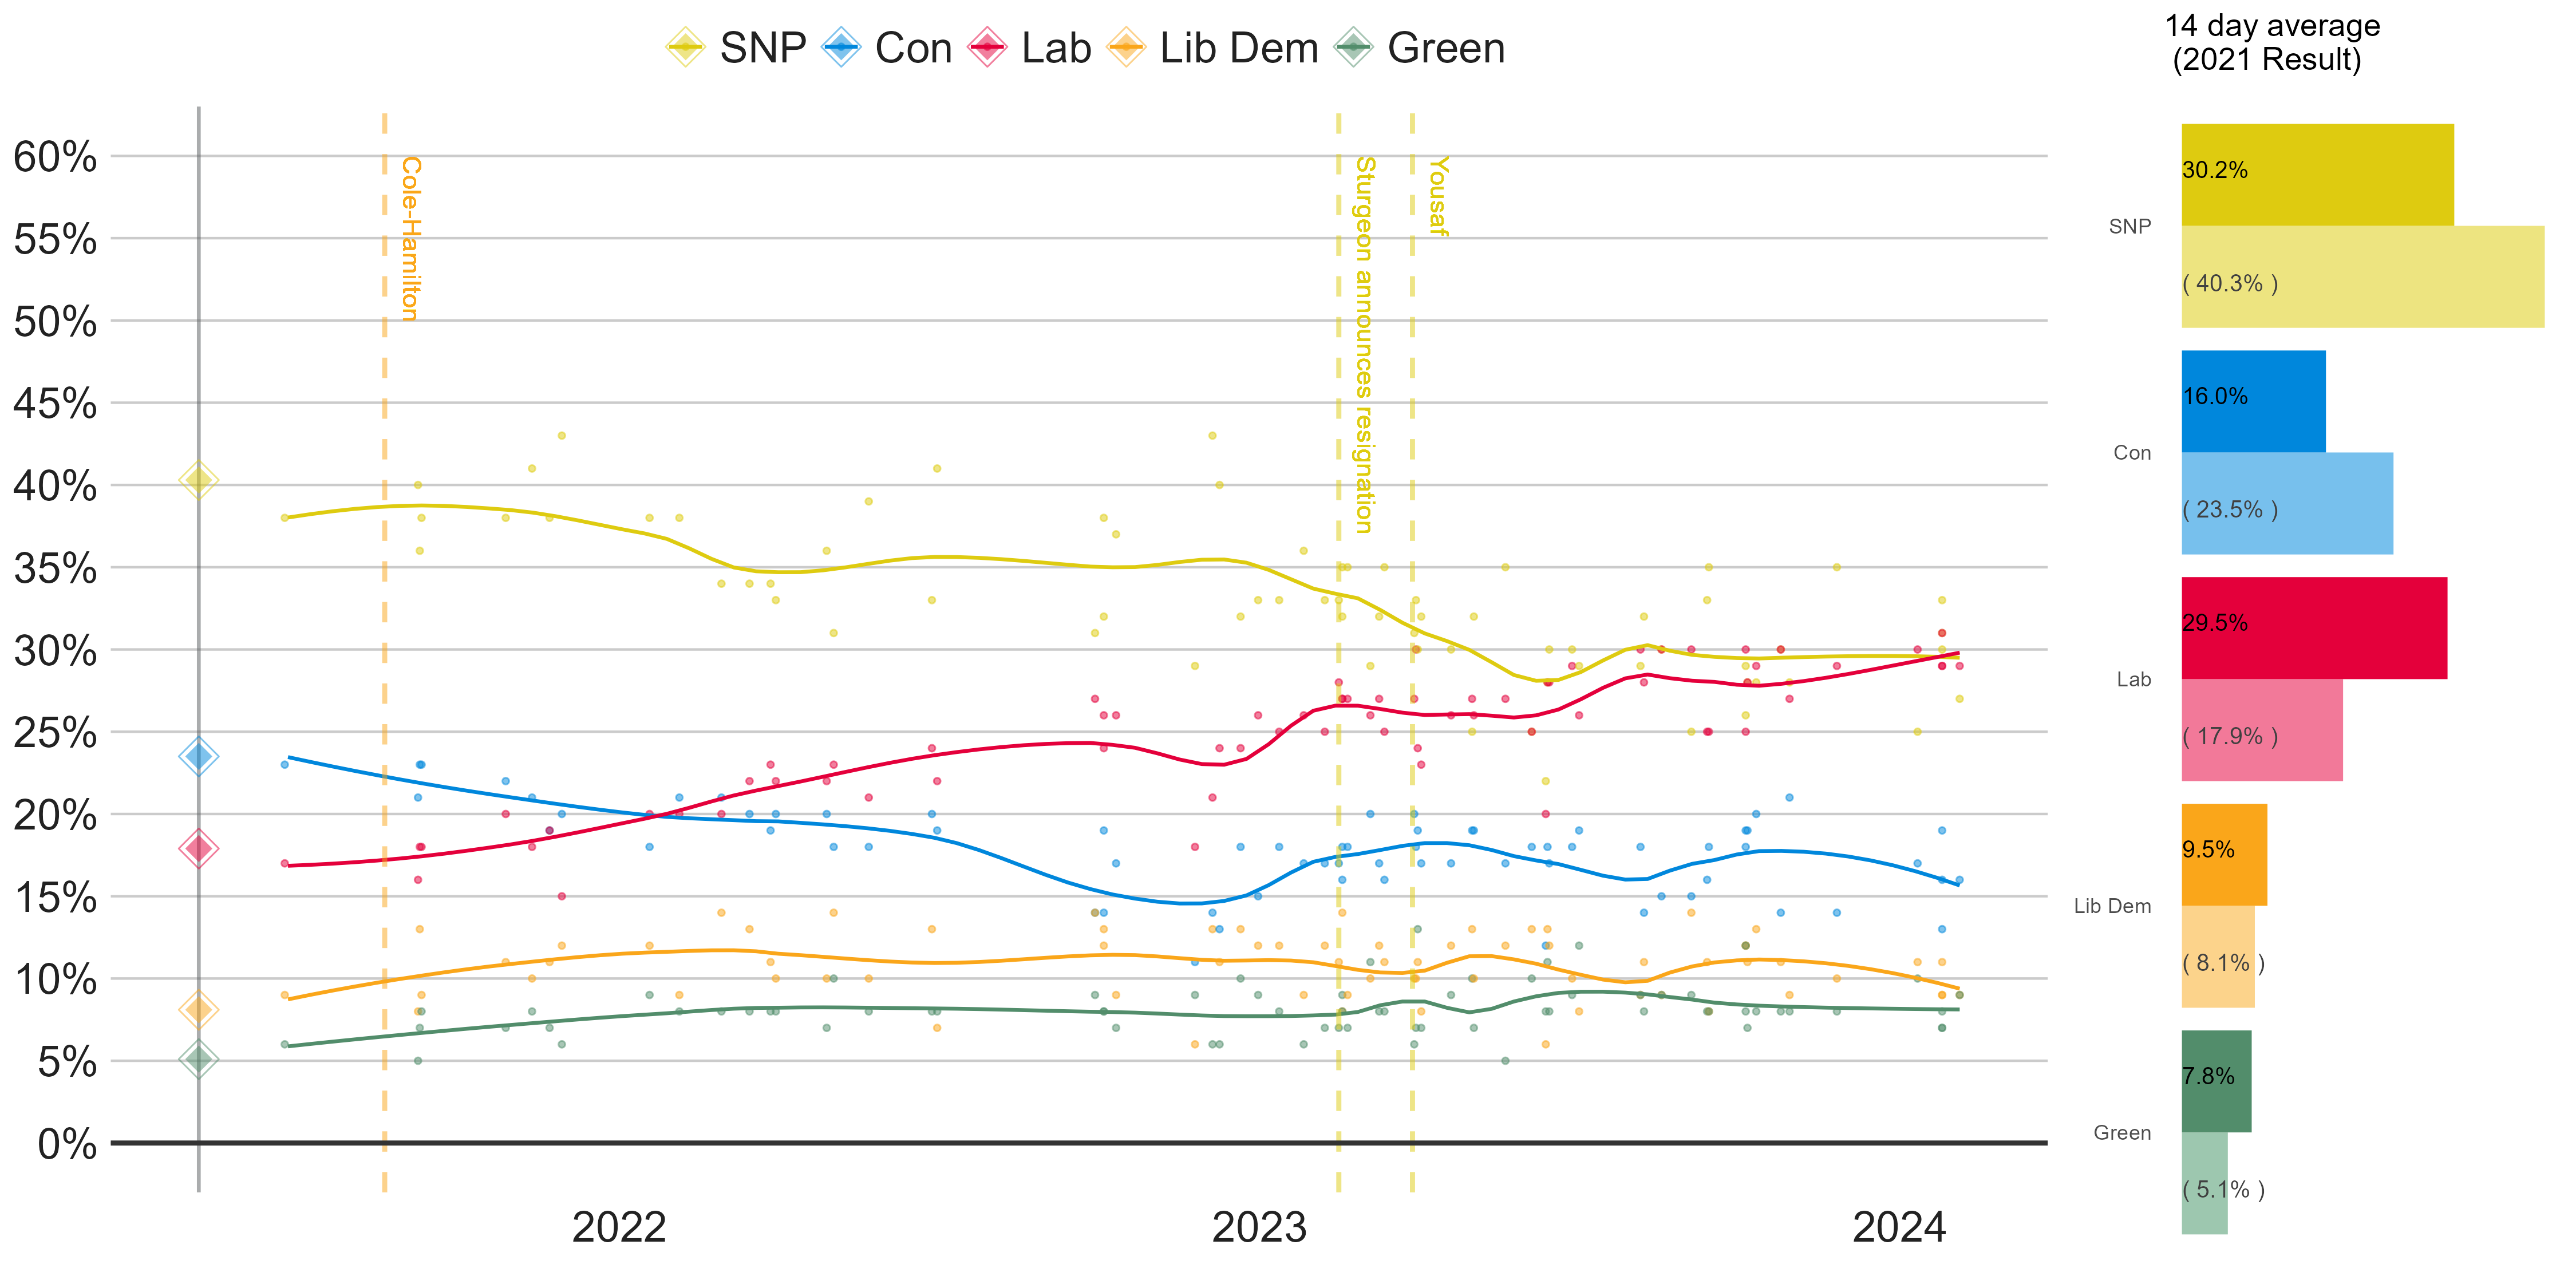 SNP Con Lab Lib Dem Green
14 day average
(2021 Result)
60%
55%
50%
45%
40%
35%
30%
25%
20%
15%
10%
5%
0%
Cole-Hamilton
Sturgeon announces resignation
Yousaf
2022 2023 2024
SNP
30.2%
( 40.3% )
Con
16.0%
( 23.5% )
Lab
29.5%
( 17.9% )
Lib Dem
9.5%
( 8.1% )
Green
7.8%
( 5.1% )